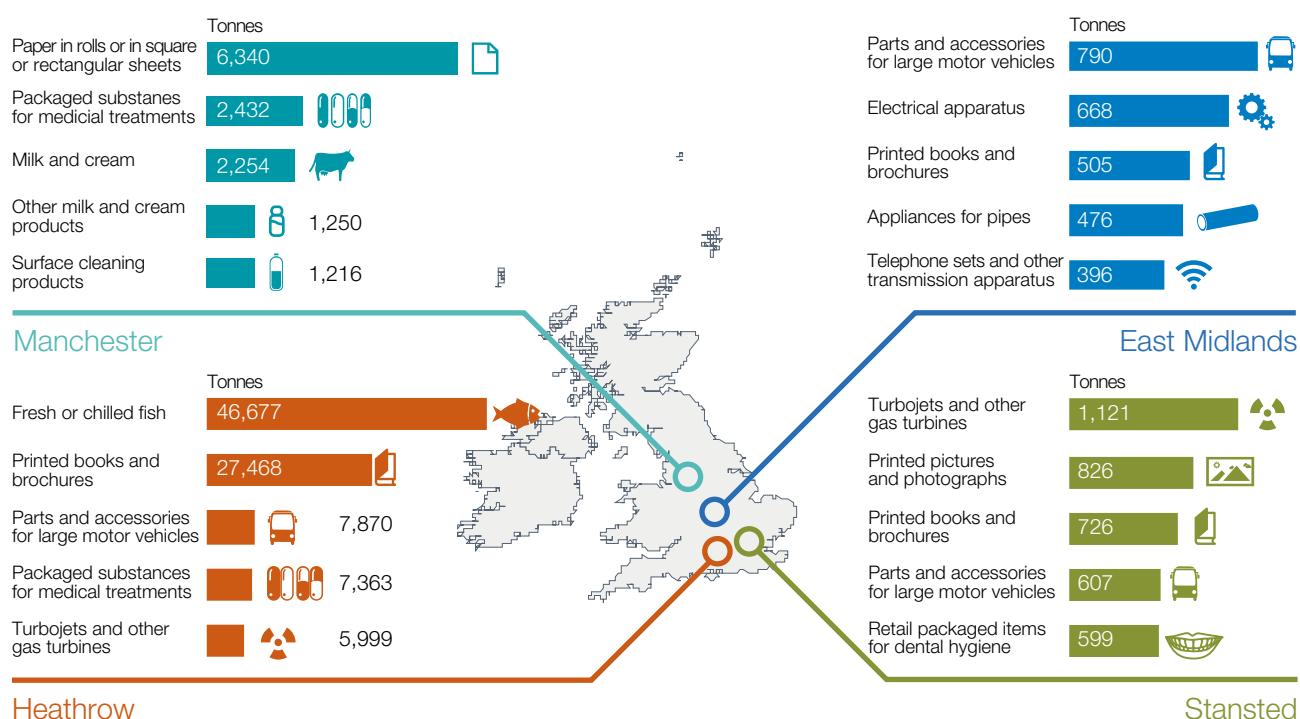 Tonnes
Paper in rolls or in square
or rectangular sheets
6,340
Packaged substanes
for medicial treatments
2,432
Milk and cream
2,254
Other milk and cream
products
1,250
Surface cleaning
products
1,216
Manchester
Tonnes
Parts and accessories
for large motor vehicles
790
Electrical apparatus
668
Printed books and
brochures
505
Appliances for pipes
476
Telephone sets and other
transmission apparatus
396
East Midlands
Tonnes
Fresh or chilled fish
46,677
Printed books and
brochures
27,468
Parts and accessories
for large motor vehicles
7,870
Packaged substances
for medical treatments
7,363
Turbojets and other
gas turbines
5,999
Heathrow
Tonnes
Turbojets and other
gas turbines
1,121
Printed pictures
and photographs
826
Printed books and
brochures
726
Parts and accessories
for large motor vehicles
607
Retail packaged items
for dental hygiene
599
Stansted